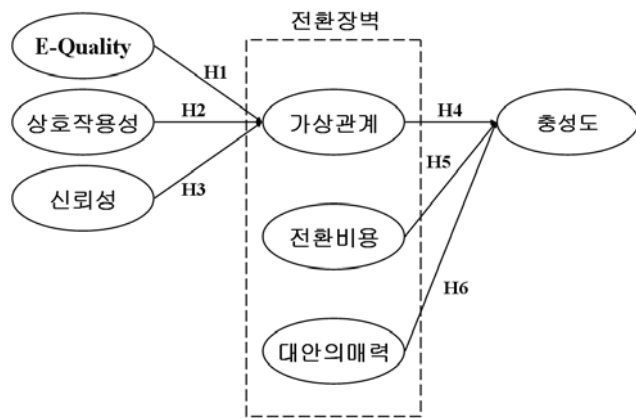 전환장벽
E-Quality
H1
상호작용성
H2
가상관계
H4
충성도
신뢰성
H3
H5
전환비용
H6
대안의매력